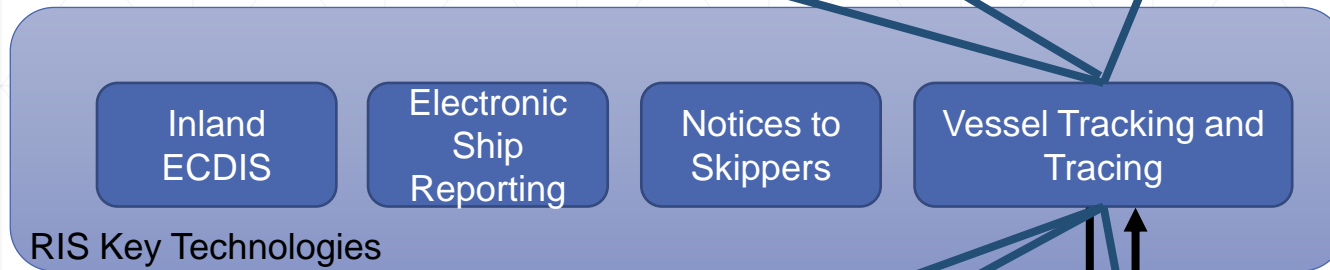 Inland
ECDIS
Electronic
Ship
Reporting
Notices to
Skippers
Vessel Tracking and
Tracing
RIS Key Technologies